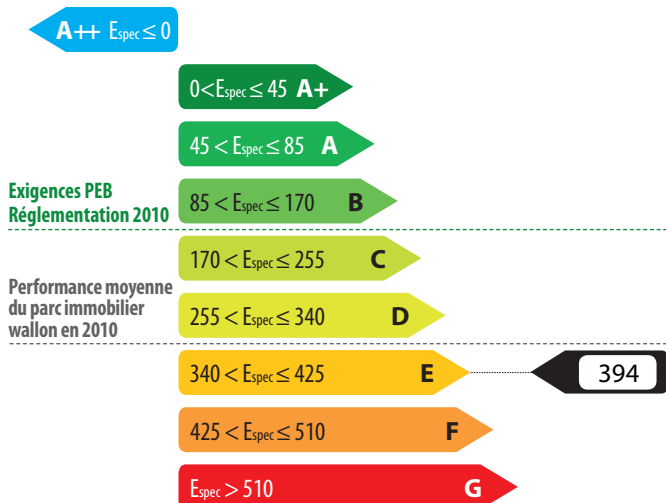 A++ Espec ≤ 0
0<Espec ≤ 45 A+
45 < Espec ≤ 85 A
Exigences PEB
Réglementation 2010
85 < Espec ≤ 170 B
170 < Espec ≤ 255 C
Performance moyenne
du parc immobilier
wallon en 2010
255 < Espec ≤ 340 D
340 < Espec ≤ 425 E
394
425 < Espec ≤ 510 F
Espec > 510 G